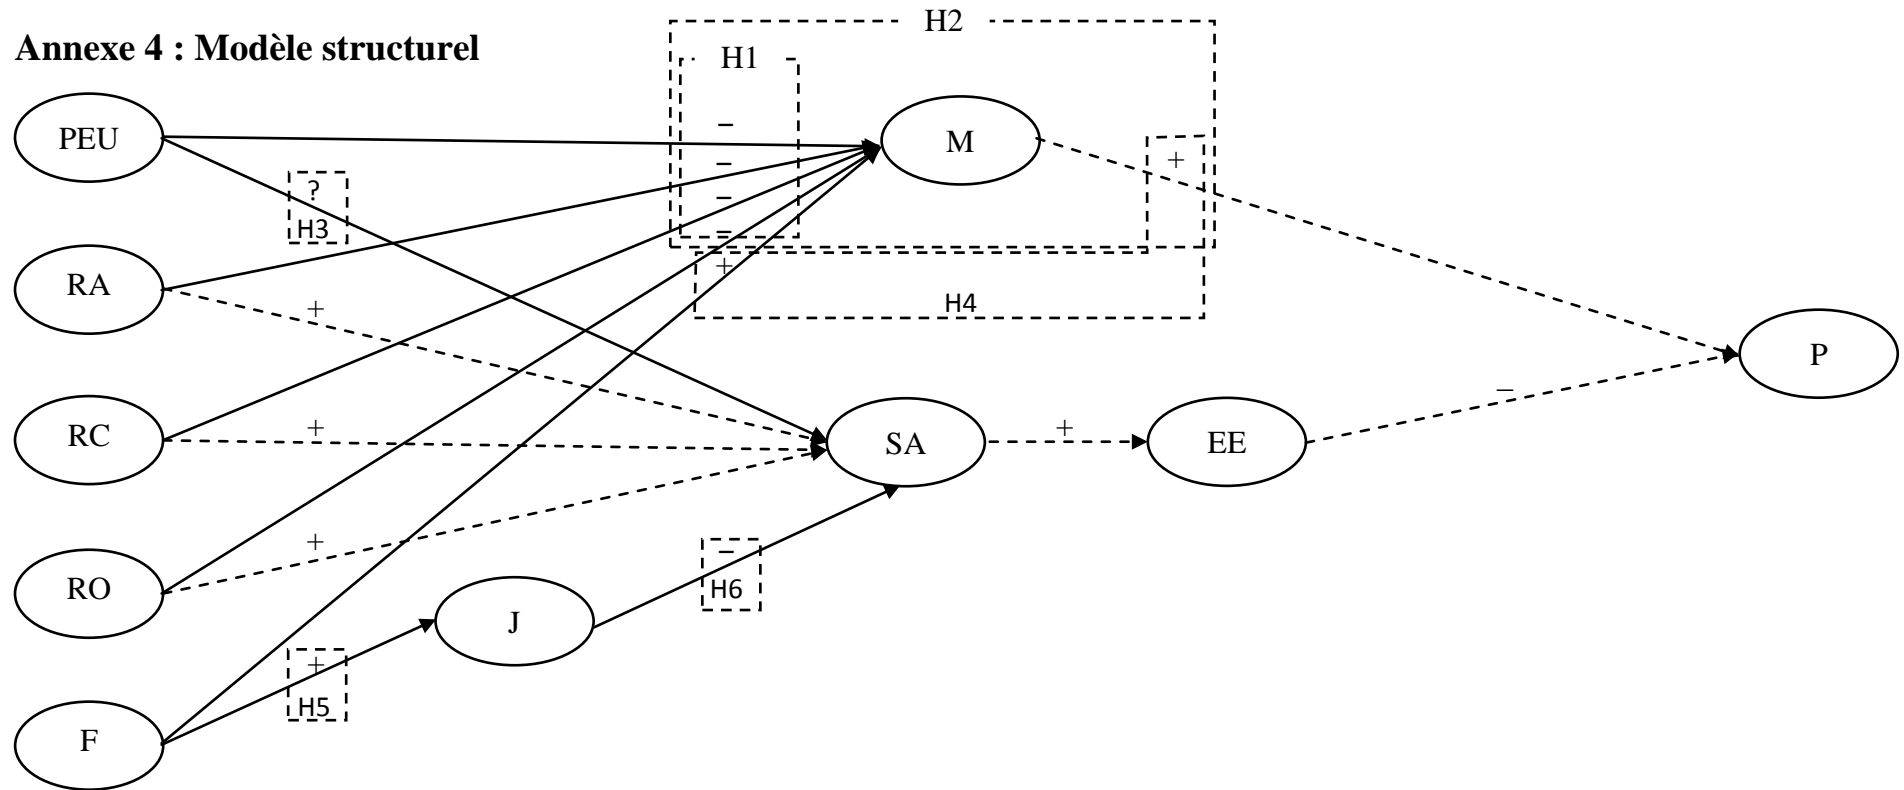 H2
Annexe 4 : Modèle structurel
H1
PEU
–
M
+
–
?
H3
–
–
RA
+
+
H4
P
RC
+
SA
+
EE
–
RO
+
–
H6
J
+
H5
F